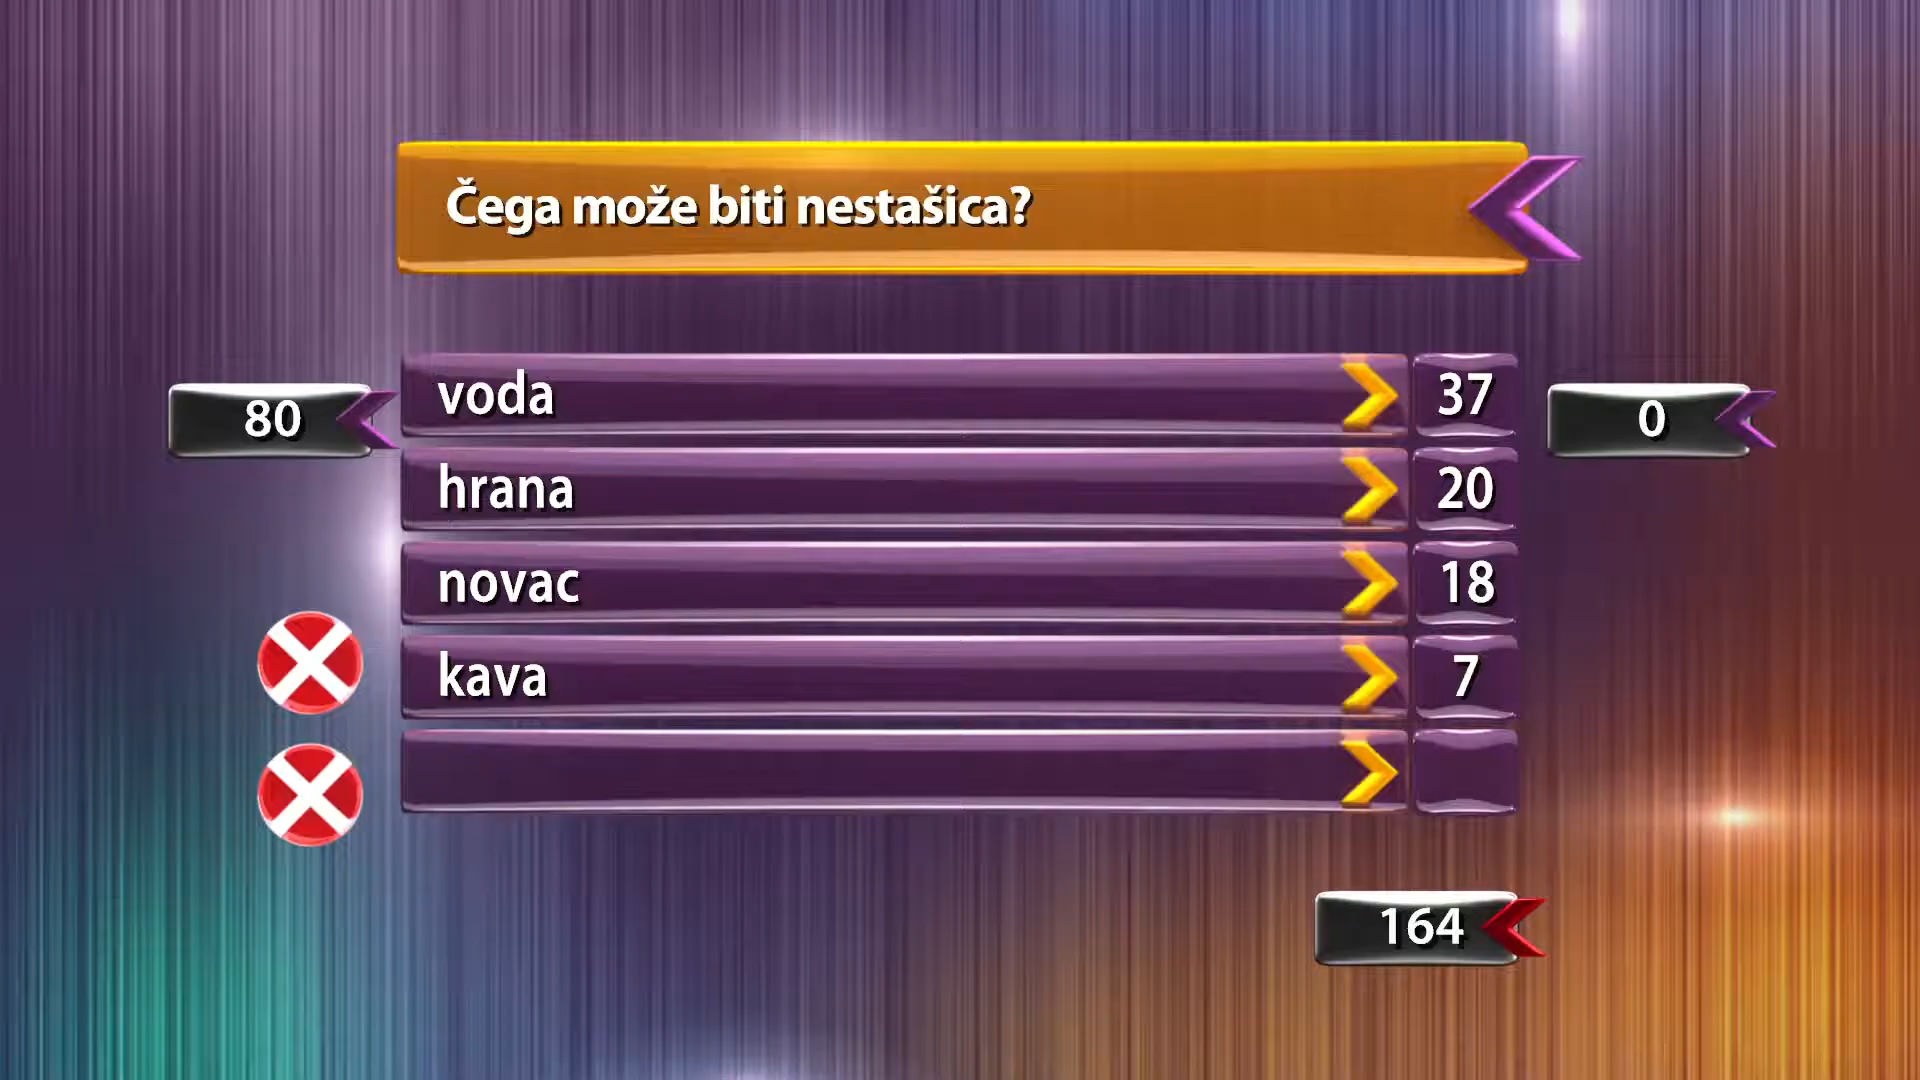 Čega može biti nestašica?
80
voda 37
0
hrana 20
novac 18
kava 7
164